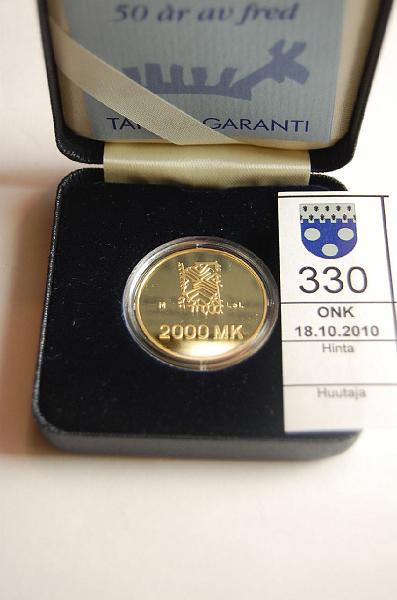 50 år av fred
GARANTI
M L-L
2000 MK
330
ONK
18.10.2010
Hinta
Huutaja